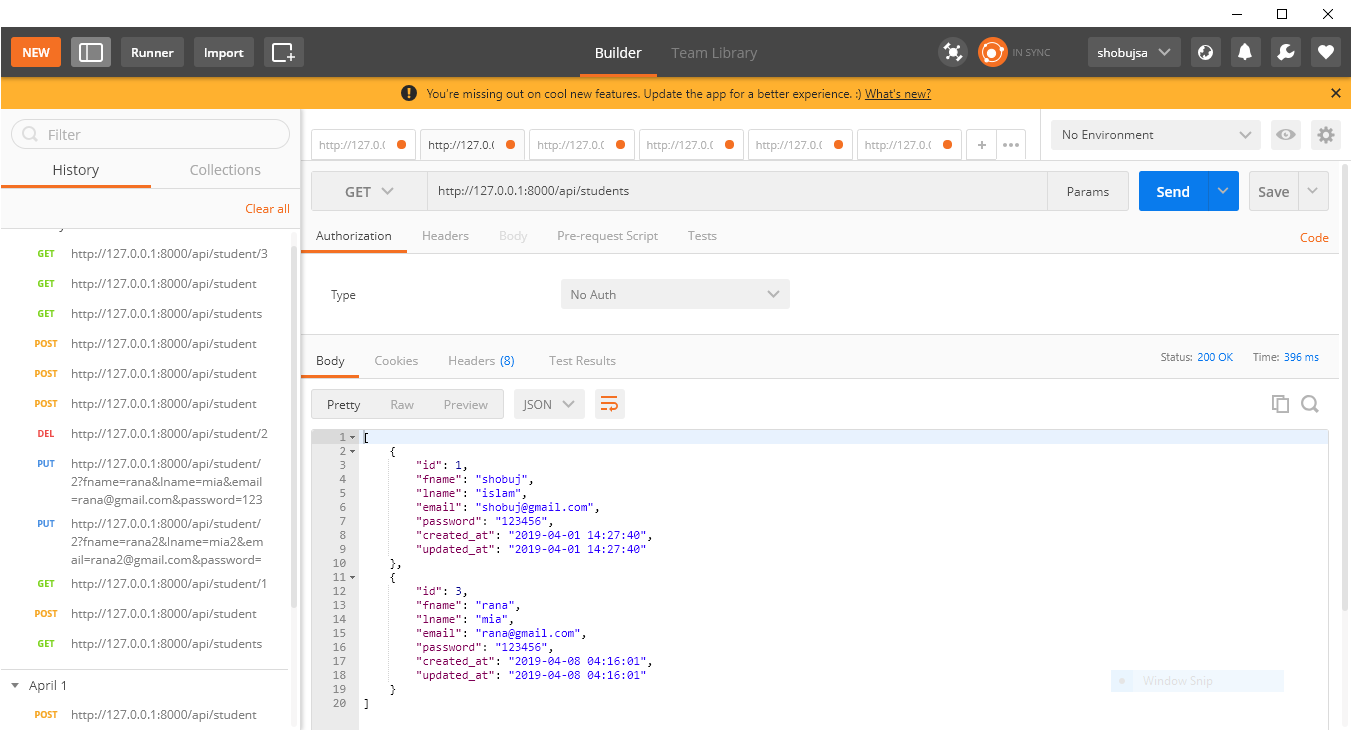 NEW Runner Import Builder Team Library IN SYNC shobujsa
You're missing out on cool new features. Update the app for a better experience. :) What's new?
Filter
History Collections
Clear all
GET http://127.0.0.1:8000/api/student/3
GET http://127.0.0.1:8000/api/student
GET http://127.0.0.1:8000/api/students
POST http://127.0.0.1:8000/api/student
POST http://127.0.0.1:8000/api/student
POST http://127.0.0.1:8000/api/student
DEL http://127.0.0.1:8000/api/student/2
PUT http://127.0.0.1:8000/api/student/
2?fname=rana&lname=mia&email
=rana@gmail.com&password=123
PUT http://127.0.0.1:8000/api/student/
2?fname=rana2&lname=mia2&em
ail=rana2@gmail.com&password=
GET http://127.0.0.1:8000/api/student/1
POST http://127.0.0.1:8000/api/student
GET http://127.0.0.1:8000/api/students
April 1
POST http://127.0.0.1:8000/api/student
http://127.0.( http://127.0.( http://127.0.( http://127.0.( http://127.0.( http://127.0.( + •••
No Environment
GET http://127.0.0.1:8000/api/students Params Send Save
Authorization Headers Body Pre-request Script Tests Code
Type No Auth
Body Cookies Headers (8) Test Results Status: 200 OK Time: 396 ms
Pretty Raw Preview JSON
1 [
2 {
3 "id": 1,
4 "fname": "shobuj",
5 "lname": "islam",
6 "email": "shobuj@gmail.com",
7 "password": "123456",
8 "created_at": "2019-04-01 14:27:40",
9 "updated_at": "2019-04-01 14:27:40"
10 },
11 {
12 "id": 3,
13 "fname": "rana",
14 "lname": "mia",
15 "email": "rana@gmail.com",
16 "password": "123456",
17 "created_at": "2019-04-08 04:16:01",
18 "updated_at": "2019-04-08 04:16:01"
19 }
20 ]
Window Snip